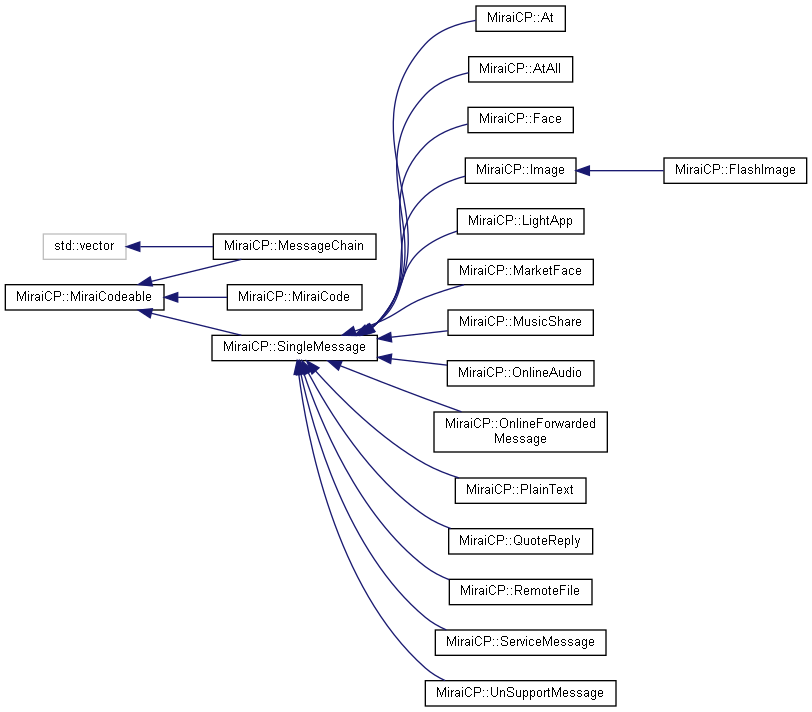 MiraiCP::At
MiraiCP::AtAll
MiraiCP::Face
MiraiCP::Image
MiraiCP::FlashImage
MiraiCP::LightApp
std::vector
MiraiCP::MessageChain
MiraiCP::MarketFace
MiraiCP::MiraiCodeable
MiraiCP::MiraiCode
MiraiCP::MusicShare
MiraiCP::SingleMessage
MiraiCP::OnlineAudio
MiraiCP::OnlineForwarded
Message
MiraiCP::PlainText
MiraiCP::QuoteReply
MiraiCP::RemoteFile
MiraiCP::ServiceMessage
MiraiCP::UnSupportMessage